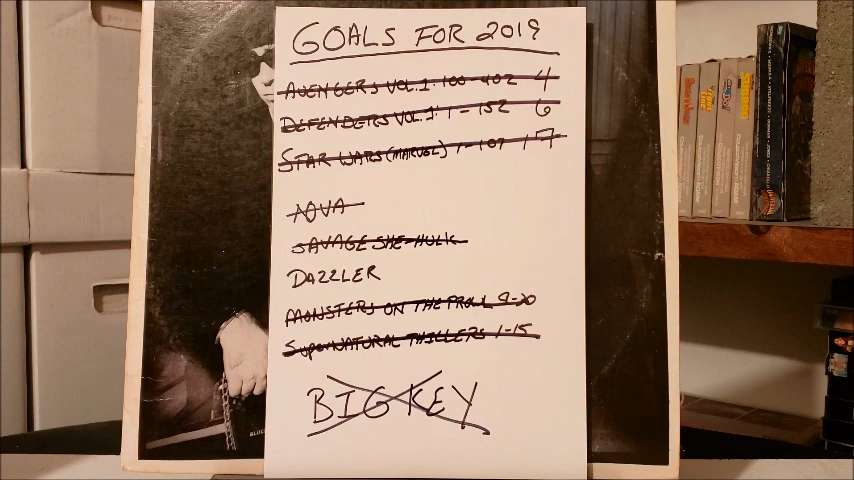 GOALS FOR 2019
AVENGERS VOL.1: 100-402 4
DEFENDERS VOL.1: 1-152 6
STAR WARS (MARVEL) 1-107 17
NOVA
SAVAGE SHE-HULK
DAZZLER
MONSTERS ON THE PROWL 9-30
SUPERNATURAL THILLERS 1-15
BIG KEY